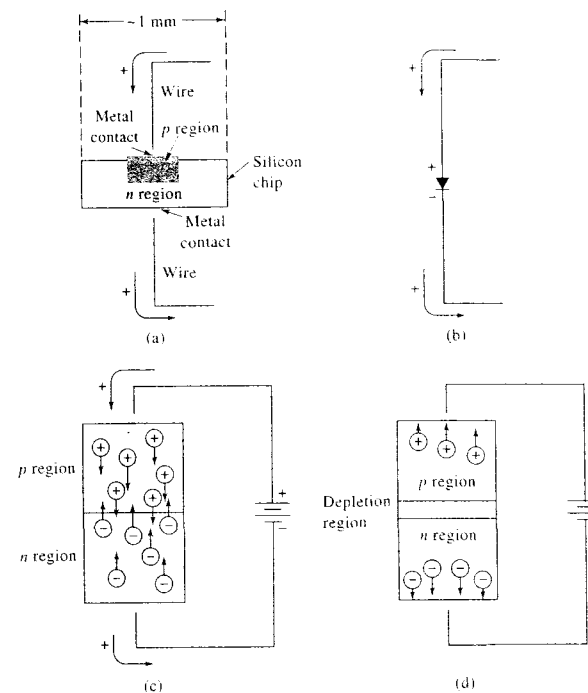 ~1 mm
+
Wire
Metal
contact
p region
Silicon
chip
n region
Metal
contact
+
Wire
(a)
+
+
−
+
(b)
+
p region
n region
+ + + + + +
− − − − − −
+
−
+
(c)
+ + +
p region
Depletion
region
n region
− − − −
(d)